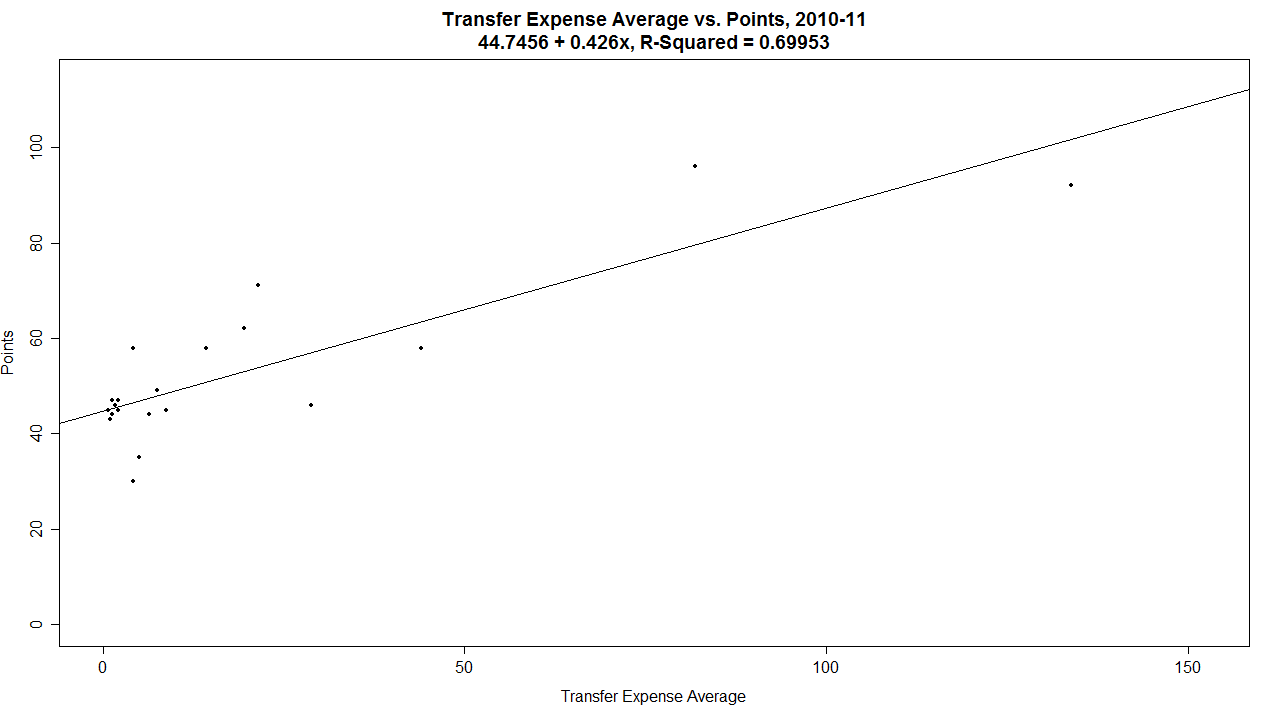 Transfer Expense Average vs. Points, 2010-11
44.7456 + 0.426x, R-Squared = 0.69953
Points
100
80
60
40
20
0
0
50
100
150
Transfer Expense Average